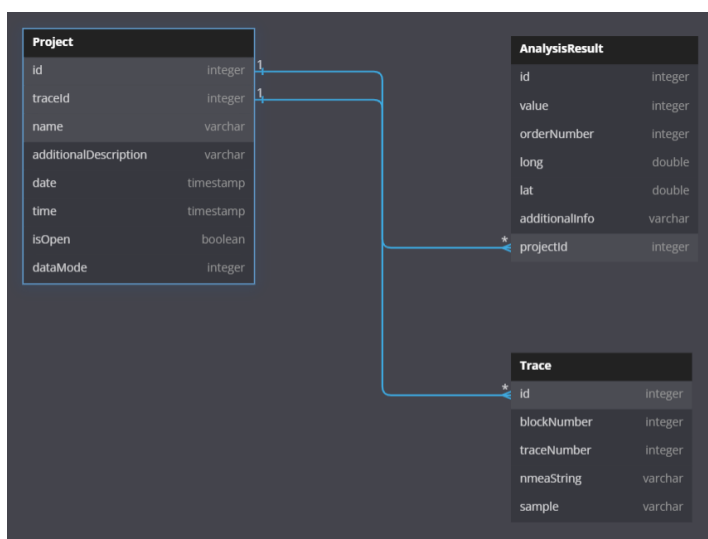 Project
id integer 1
traceId integer 1
name varchar
additionalDescription varchar
date timestamp
time timestamp
isOpen boolean
dataMode integer
AnalysisResult
id integer
value integer
orderNumber integer
long double
lat double
additionalInfo varchar
* projectId integer
Trace
* id integer
blockNumber integer
traceNumber integer
nmeaString varchar
sample varchar